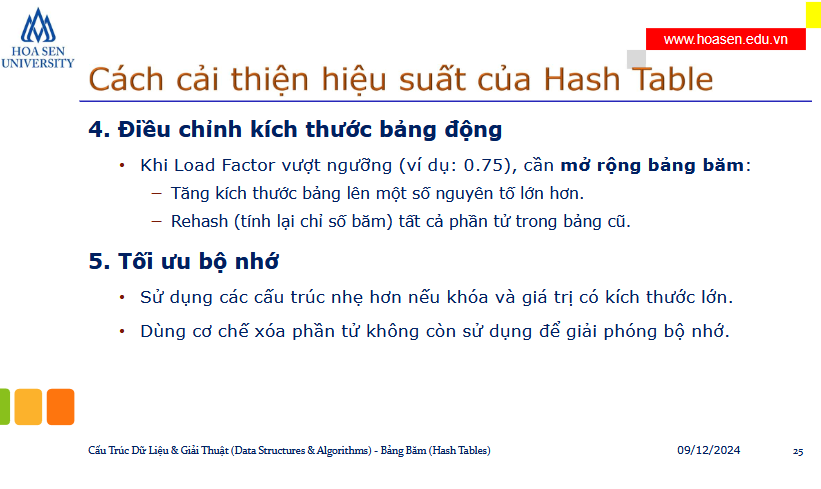 HOA SEN
UNIVERSITY
www.hoasen.edu.vn
Cách cải thiện hiệu suất của Hash Table
4. Điều chỉnh kích thước bảng động
• Khi Load Factor vượt ngưỡng (ví dụ: 0.75), cần mở rộng bảng băm:
– Tăng kích thước bảng lên một số nguyên tố lớn hơn.
– Rehash (tính lại chỉ số băm) tất cả phần tử trong bảng cũ.
5. Tối ưu bộ nhớ
• Sử dụng các cấu trúc nhẹ hơn nếu khóa và giá trị có kích thước lớn.
• Dùng cơ chế xóa phần tử không còn sử dụng để giải phóng bộ nhớ.
Cấu Trúc Dữ Liệu & Giải Thuật (Data Structures & Algorithms) - Bảng Băm (Hash Tables) 09/12/2024 25